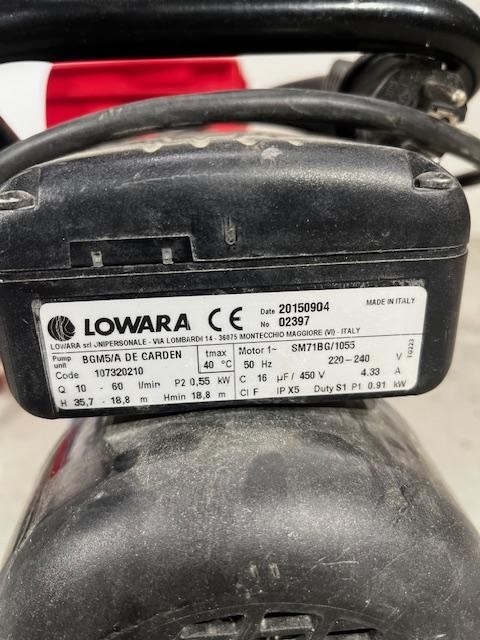 LOWARA CE Date 20150904 MADE IN ITALY
No 02397
LOWARA srl UNIPERSONALE - VIA LOMBARDI 14 - 36075 MONTECCHIO MAGGIORE (VI) - ITALY
Pump unit BGM5/A DE CARDEN tmax 40 °C Motor 1~ SM71BG/1055
Code 107320210 50 Hz 220-240 V
Q 10 - 60 l/min P2 0,55 kW C 16 µF / 450 V 4.33 A
H 35,7 - 18,8 m Hmin 18,8 m Cl F IP X5 Duty S1 P1 0.91 kW
TG223